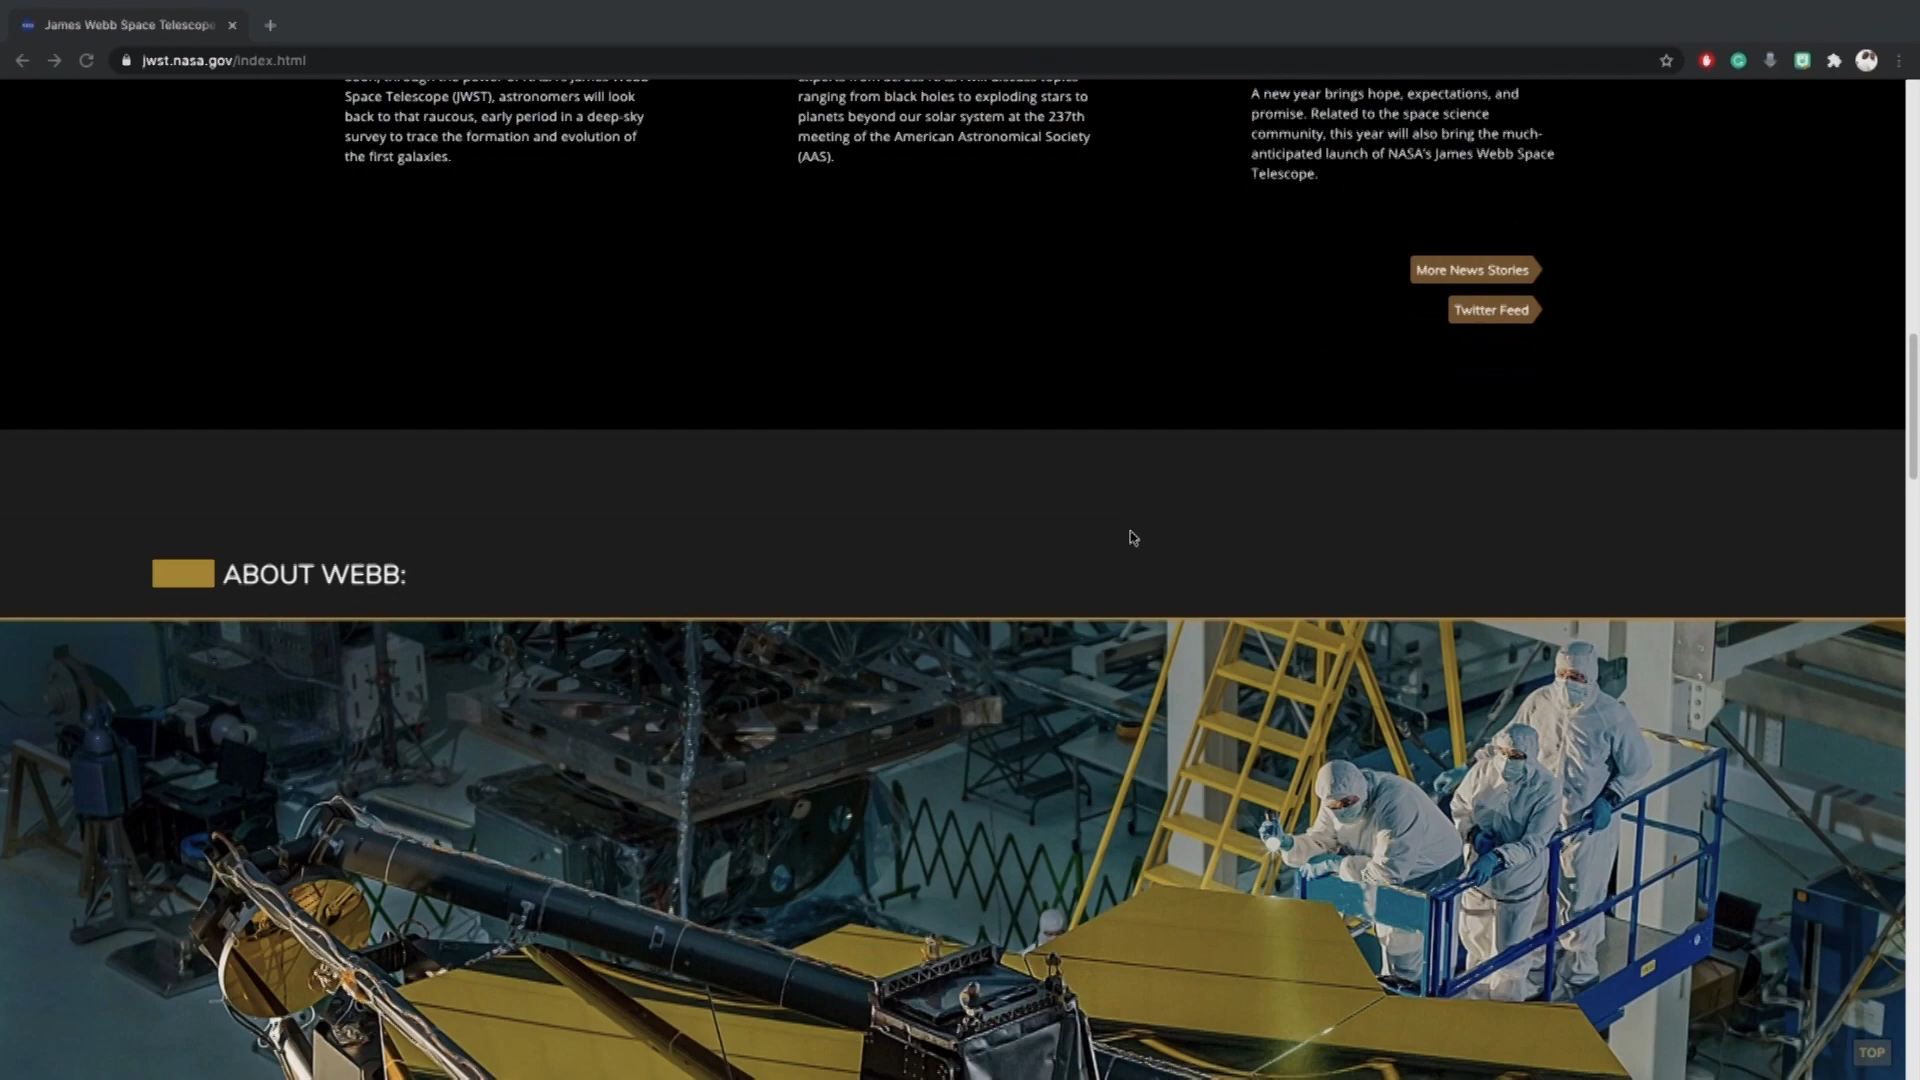 James Webb Space Telescope
jwst.nasa.gov/index.html
Space Telescope (JWST), astronomers will look
back to that raucous, early period in a deep-sky
survey to trace the formation and evolution of
the first galaxies.
ranging from black holes to exploding stars to
planets beyond our solar system at the 237th
meeting of the American Astronomical Society
(AAS).
A new year brings hope, expectations, and
promise. Related to the space science
community, this year will also bring the much-
anticipated launch of NASA's James Webb Space
Telescope.
More News Stories
Twitter Feed
ABOUT WEBB:
TOP